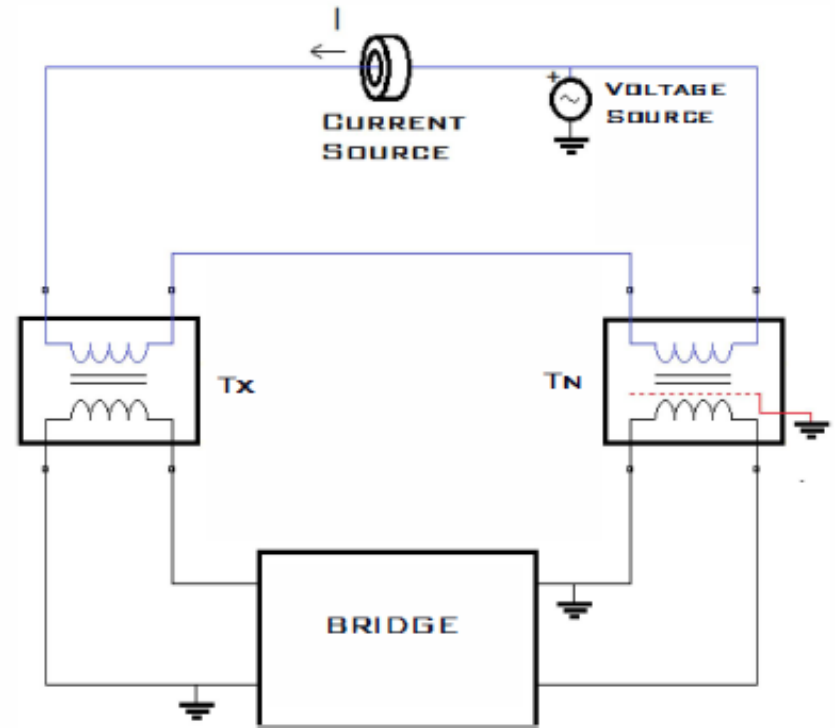 I
+
VOLTAGE
SOURCE
CURRENT
SOURCE
Tx
TN
BRIDGE